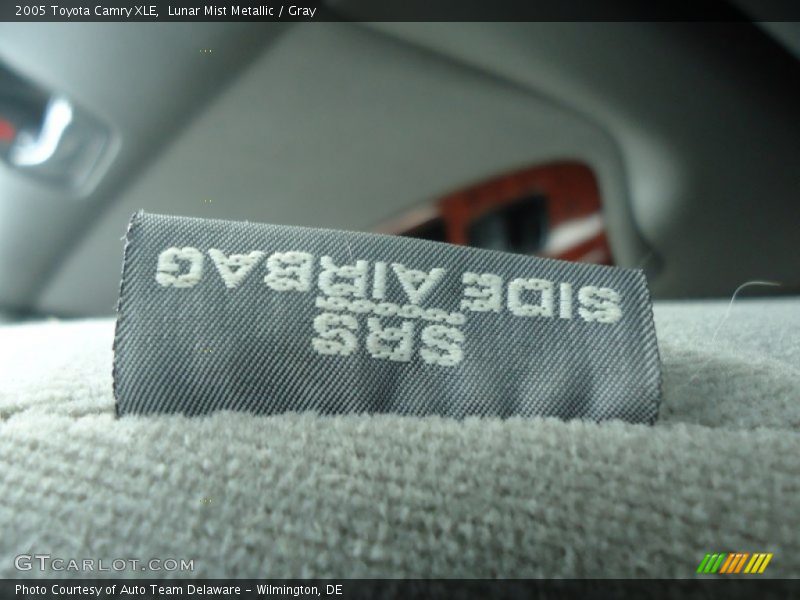 2005 Toyota Camry XLE,  Lunar Mist Metallic / Gray
SRS
SIDE AIRBAG
GTCARLOT.COM
Photo Courtesy of Auto Team Delaware - Wilmington, DE